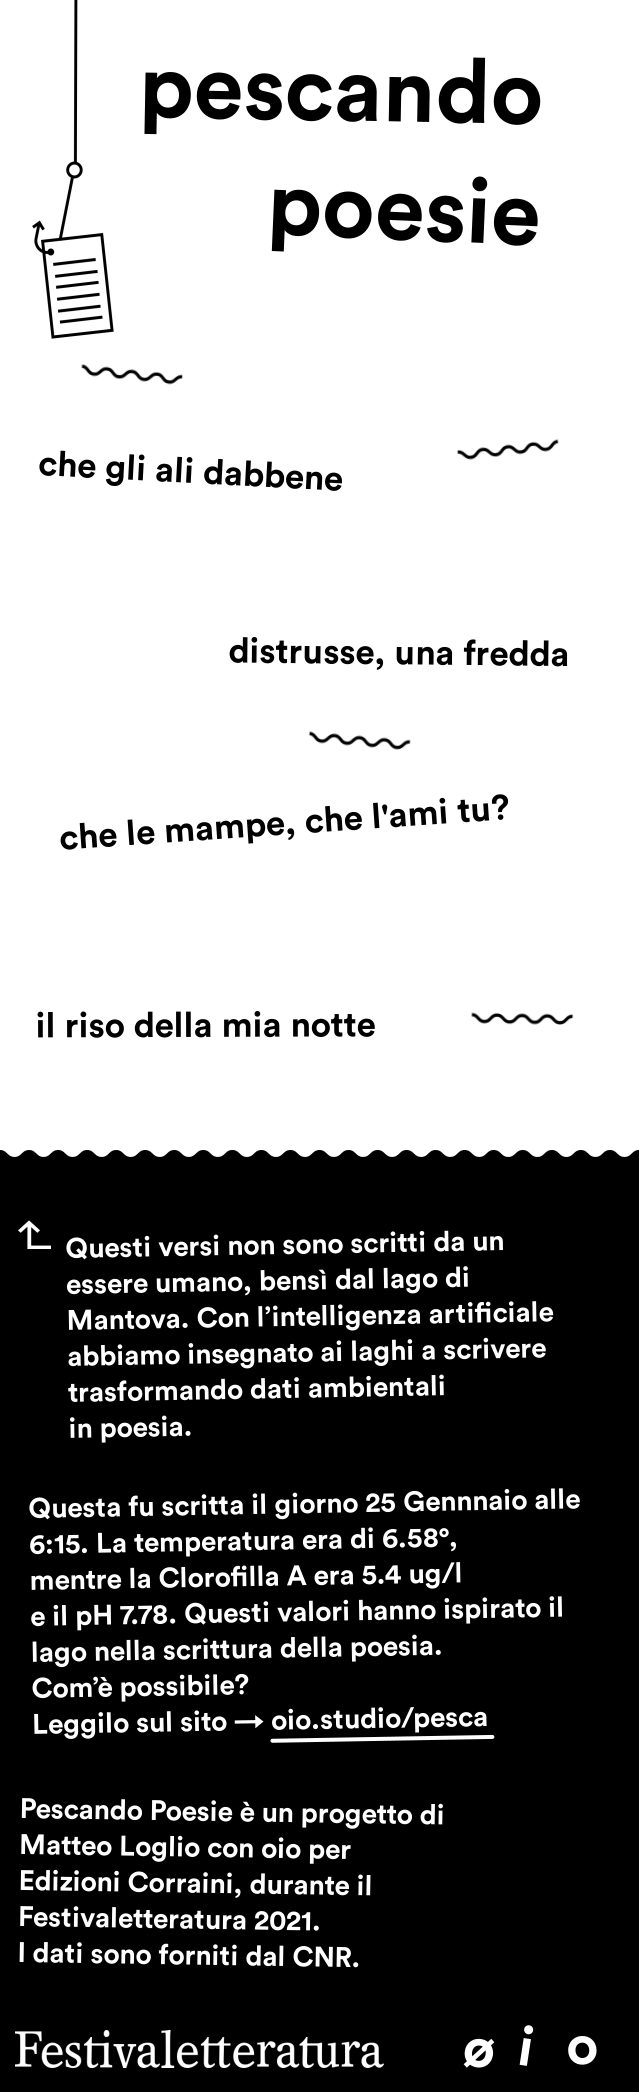 pescando
poesie
che gli ali dabbene
distrusse, una fredda
che le mampe, che l'ami tu?
il riso della mia notte
Questi versi non sono scritti da un
essere umano, bensì dal lago di
Mantova. Con l’intelligenza artificiale
abbiamo insegnato ai laghi a scrivere
trasformando dati ambientali
in poesia.
Questa fu scritta il giorno 25 Gennnaio alle
6:15. La temperatura era di 6.58°,
mentre la Clorofilla A era 5.4 ug/l
e il pH 7.78. Questi valori hanno ispirato il
lago nella scrittura della poesia.
Com’è possibile?
Leggilo sul sito → oio.studio/pesca
Pescando Poesie è un progetto di
Matteo Loglio con oio per
Edizioni Corraini, durante il
Festivaletteratura 2021.
I dati sono forniti dal CNR.
Festivaletteratura ø i o